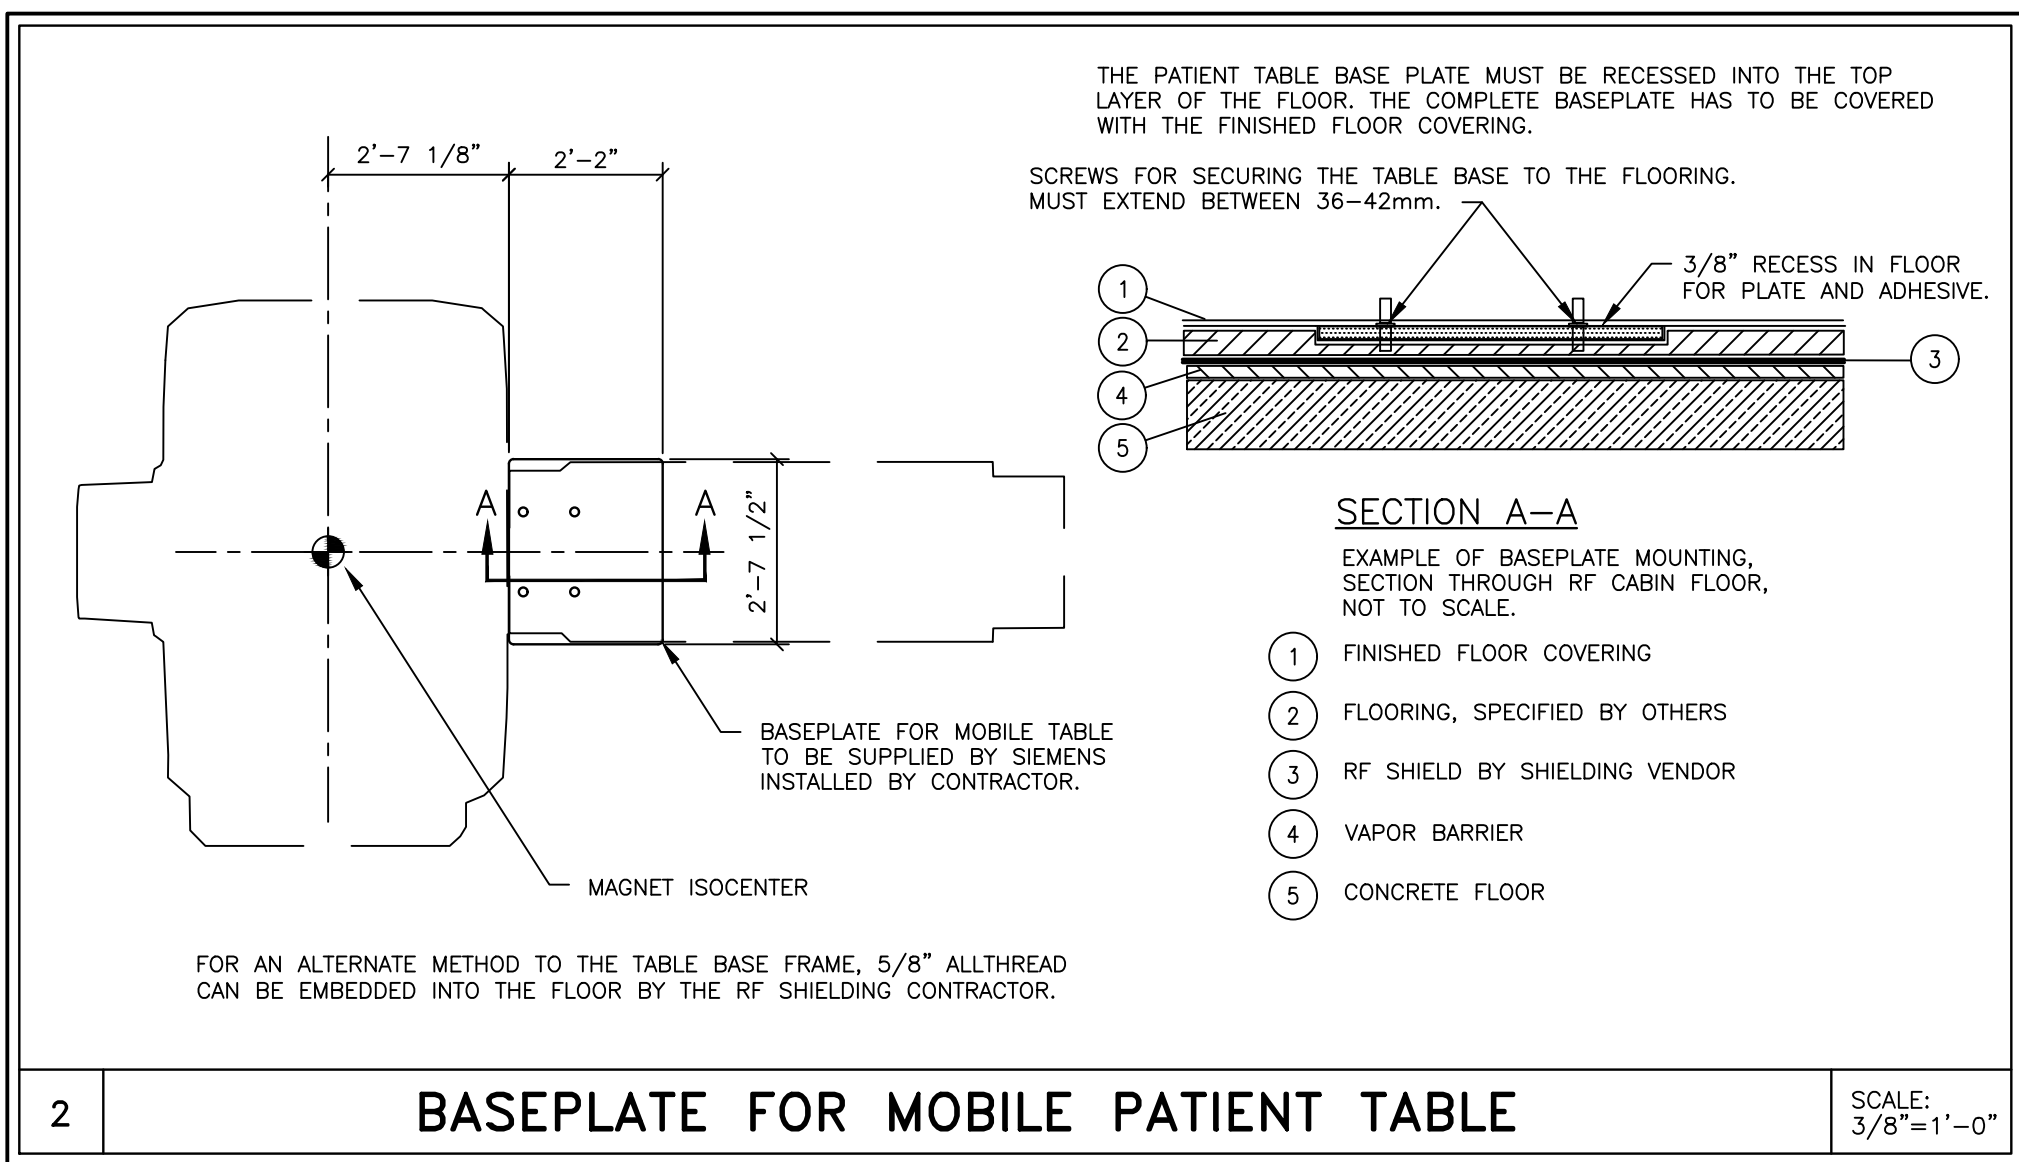 THE PATIENT TABLE BASE PLATE MUST BE RECESSED INTO THE TOP
LAYER OF THE FLOOR. THE COMPLETE BASEPLATE HAS TO BE COVERED
WITH THE FINISHED FLOOR COVERING.
2'-7 1/8"
2'-2"
SCREWS FOR SECURING THE TABLE BASE TO THE FLOORING.
MUST EXTEND BETWEEN 36-42mm.
3/8" RECESS IN FLOOR
FOR PLATE AND ADHESIVE.
1
2
3
4
5
A
A
2'-7 1/2"
SECTION A-A
EXAMPLE OF BASEPLATE MOUNTING,
SECTION THROUGH RF CABIN FLOOR,
NOT TO SCALE.
1 FINISHED FLOOR COVERING
2 FLOORING, SPECIFIED BY OTHERS
3 RF SHIELD BY SHIELDING VENDOR
4 VAPOR BARRIER
5 CONCRETE FLOOR
BASEPLATE FOR MOBILE TABLE
TO BE SUPPLIED BY SIEMENS
INSTALLED BY CONTRACTOR.
MAGNET ISOCENTER
FOR AN ALTERNATE METHOD TO THE TABLE BASE FRAME, 5/8" ALLTHREAD
CAN BE EMBEDDED INTO THE FLOOR BY THE RF SHIELDING CONTRACTOR.
2
BASEPLATE FOR MOBILE PATIENT TABLE
SCALE:
3/8"=1'-0"